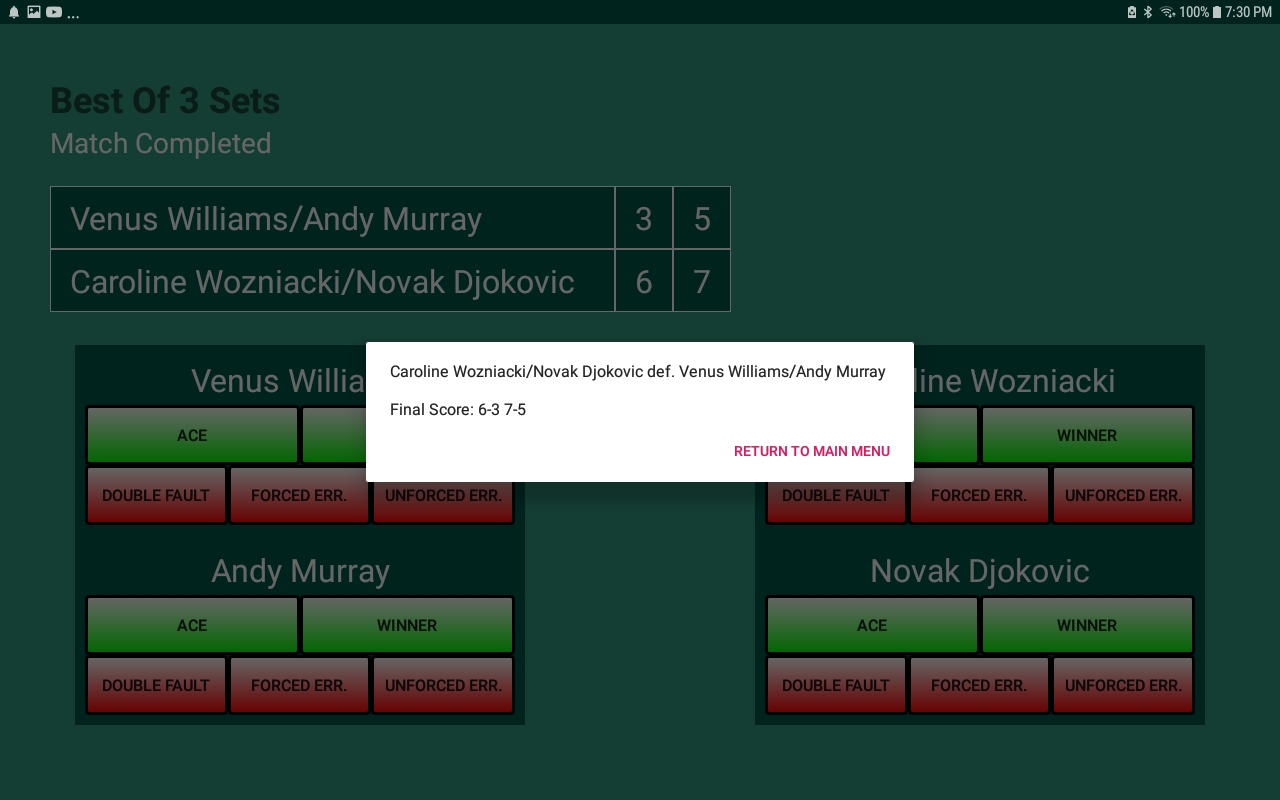 ... 100% 7:30 PM
Best Of 3 Sets
Match Completed
Venus Williams/Andy Murray 3 5
Caroline Wozniacki/Novak Djokovic 6 7
Caroline Wozniacki/Novak Djokovic def. Venus Williams/Andy Murray
Final Score: 6-3 7-5
RETURN TO MAIN MENU
Venus Willia
ACE
DOUBLE FAULT FORCED ERR. UNFORCED ERR.
Andy Murray
ACE WINNER
DOUBLE FAULT FORCED ERR. UNFORCED ERR.
line Wozniacki
WINNER
DOUBLE FAULT FORCED ERR. UNFORCED ERR.
Novak Djokovic
ACE WINNER
DOUBLE FAULT FORCED ERR. UNFORCED ERR.